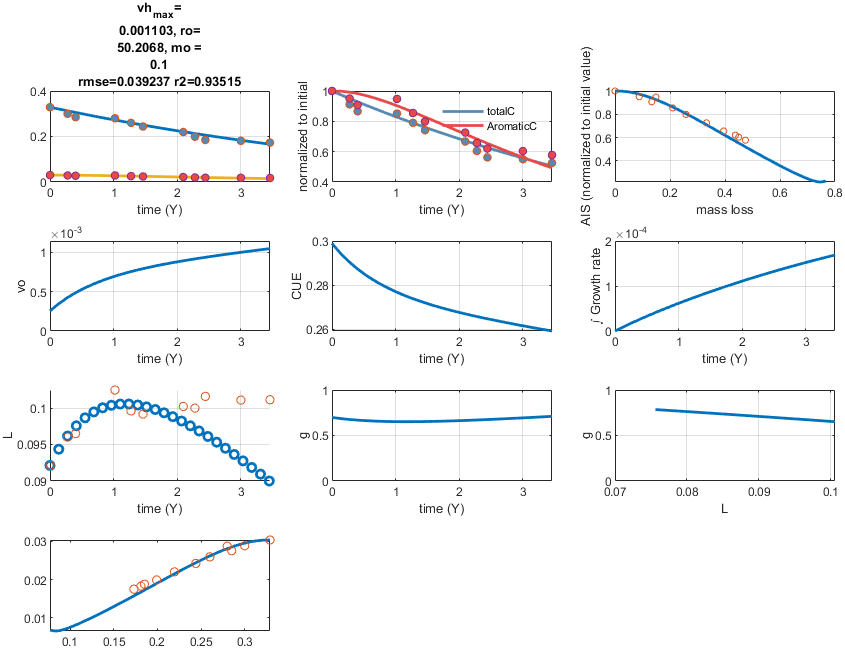 vh_max=
0.001103, ro=
50.2068, mo =
0.1
rmse=0.039237 r2=0.93515
0.4
0.2
0
0 1 2 3
time (Y)
normalized to initial
1
0.8
0.6
0.4
totalC
AromaticC
0 1 2 3
time (Y)
AIS (normalized to initial value)
1
0.8
0.6
0.4
0 0.2 0.4 0.6 0.8
mass loss
×10^-3
vo
1
0.5
0
0 1 2 3
time (Y)
CUE
0.3
0.28
0.26
0 1 2 3
time (Y)
×10^-4
∫ Growth rate
2
1
0
0 1 2 3
time (Y)
L
0.1
0.095
0.09
0 1 2 3
time (Y)
g
1
0.5
0
0 1 2 3
time (Y)
g
1
0.5
0
0.07 0.08 0.09 0.1
L
0.03
0.02
0.01
0.1 0.15 0.2 0.25 0.3